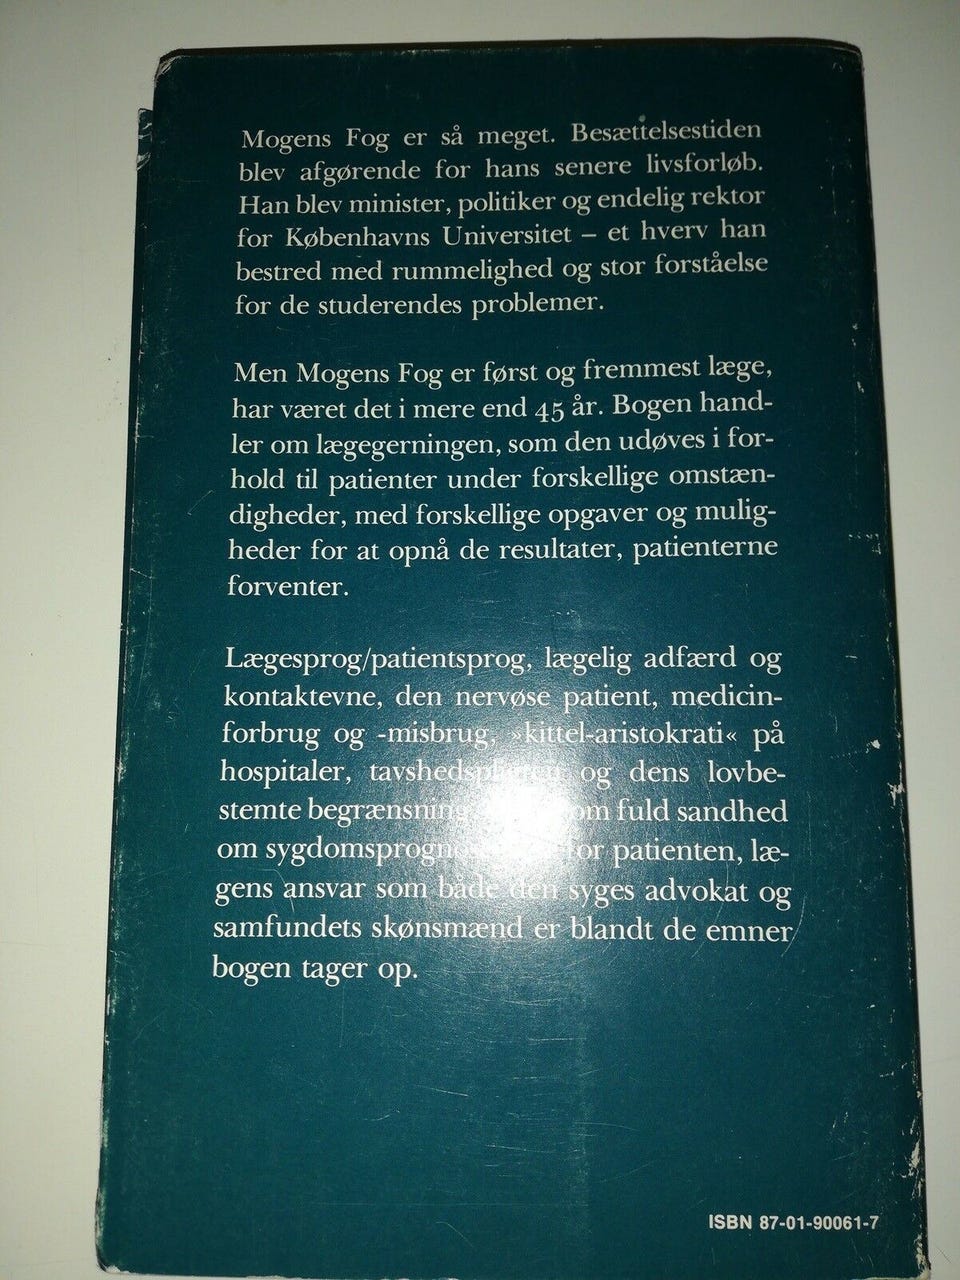 Mogens Fog er så meget. Besættelsestiden
blev afgørende for hans senere livsforløb.
Han blev minister, politiker og endelig rektor
for Københavns Universitet – et hverv han
bestred med rummelighed og stor forståelse
for de studerendes problemer.
Men Mogens Fog er først og fremmest læge,
har været det i mere end 45 år. Bogen hand-
ler om lægegerningen, som den udøves i for-
hold til patienter under forskellige omstæn-
digheder, med forskellige opgaver og mulig-
heder for at opnå de resultater, patienterne
forventer.
Lægesprog/patientsprog, lægelig adfærd og
kontaktevne, den nervøse patient, medicin-
forbrug og -misbrug, »kittel-aristokrati« på
hospitaler, tavshedspligten og dens lovbe-
stemte begrænsning om fuld sandhed
om for patienten, læ-
gens ansvar som både den syges advokat og
samfundets skønsmænd er blandt de emner
bogen tager op.
ISBN 87-01-90061-7